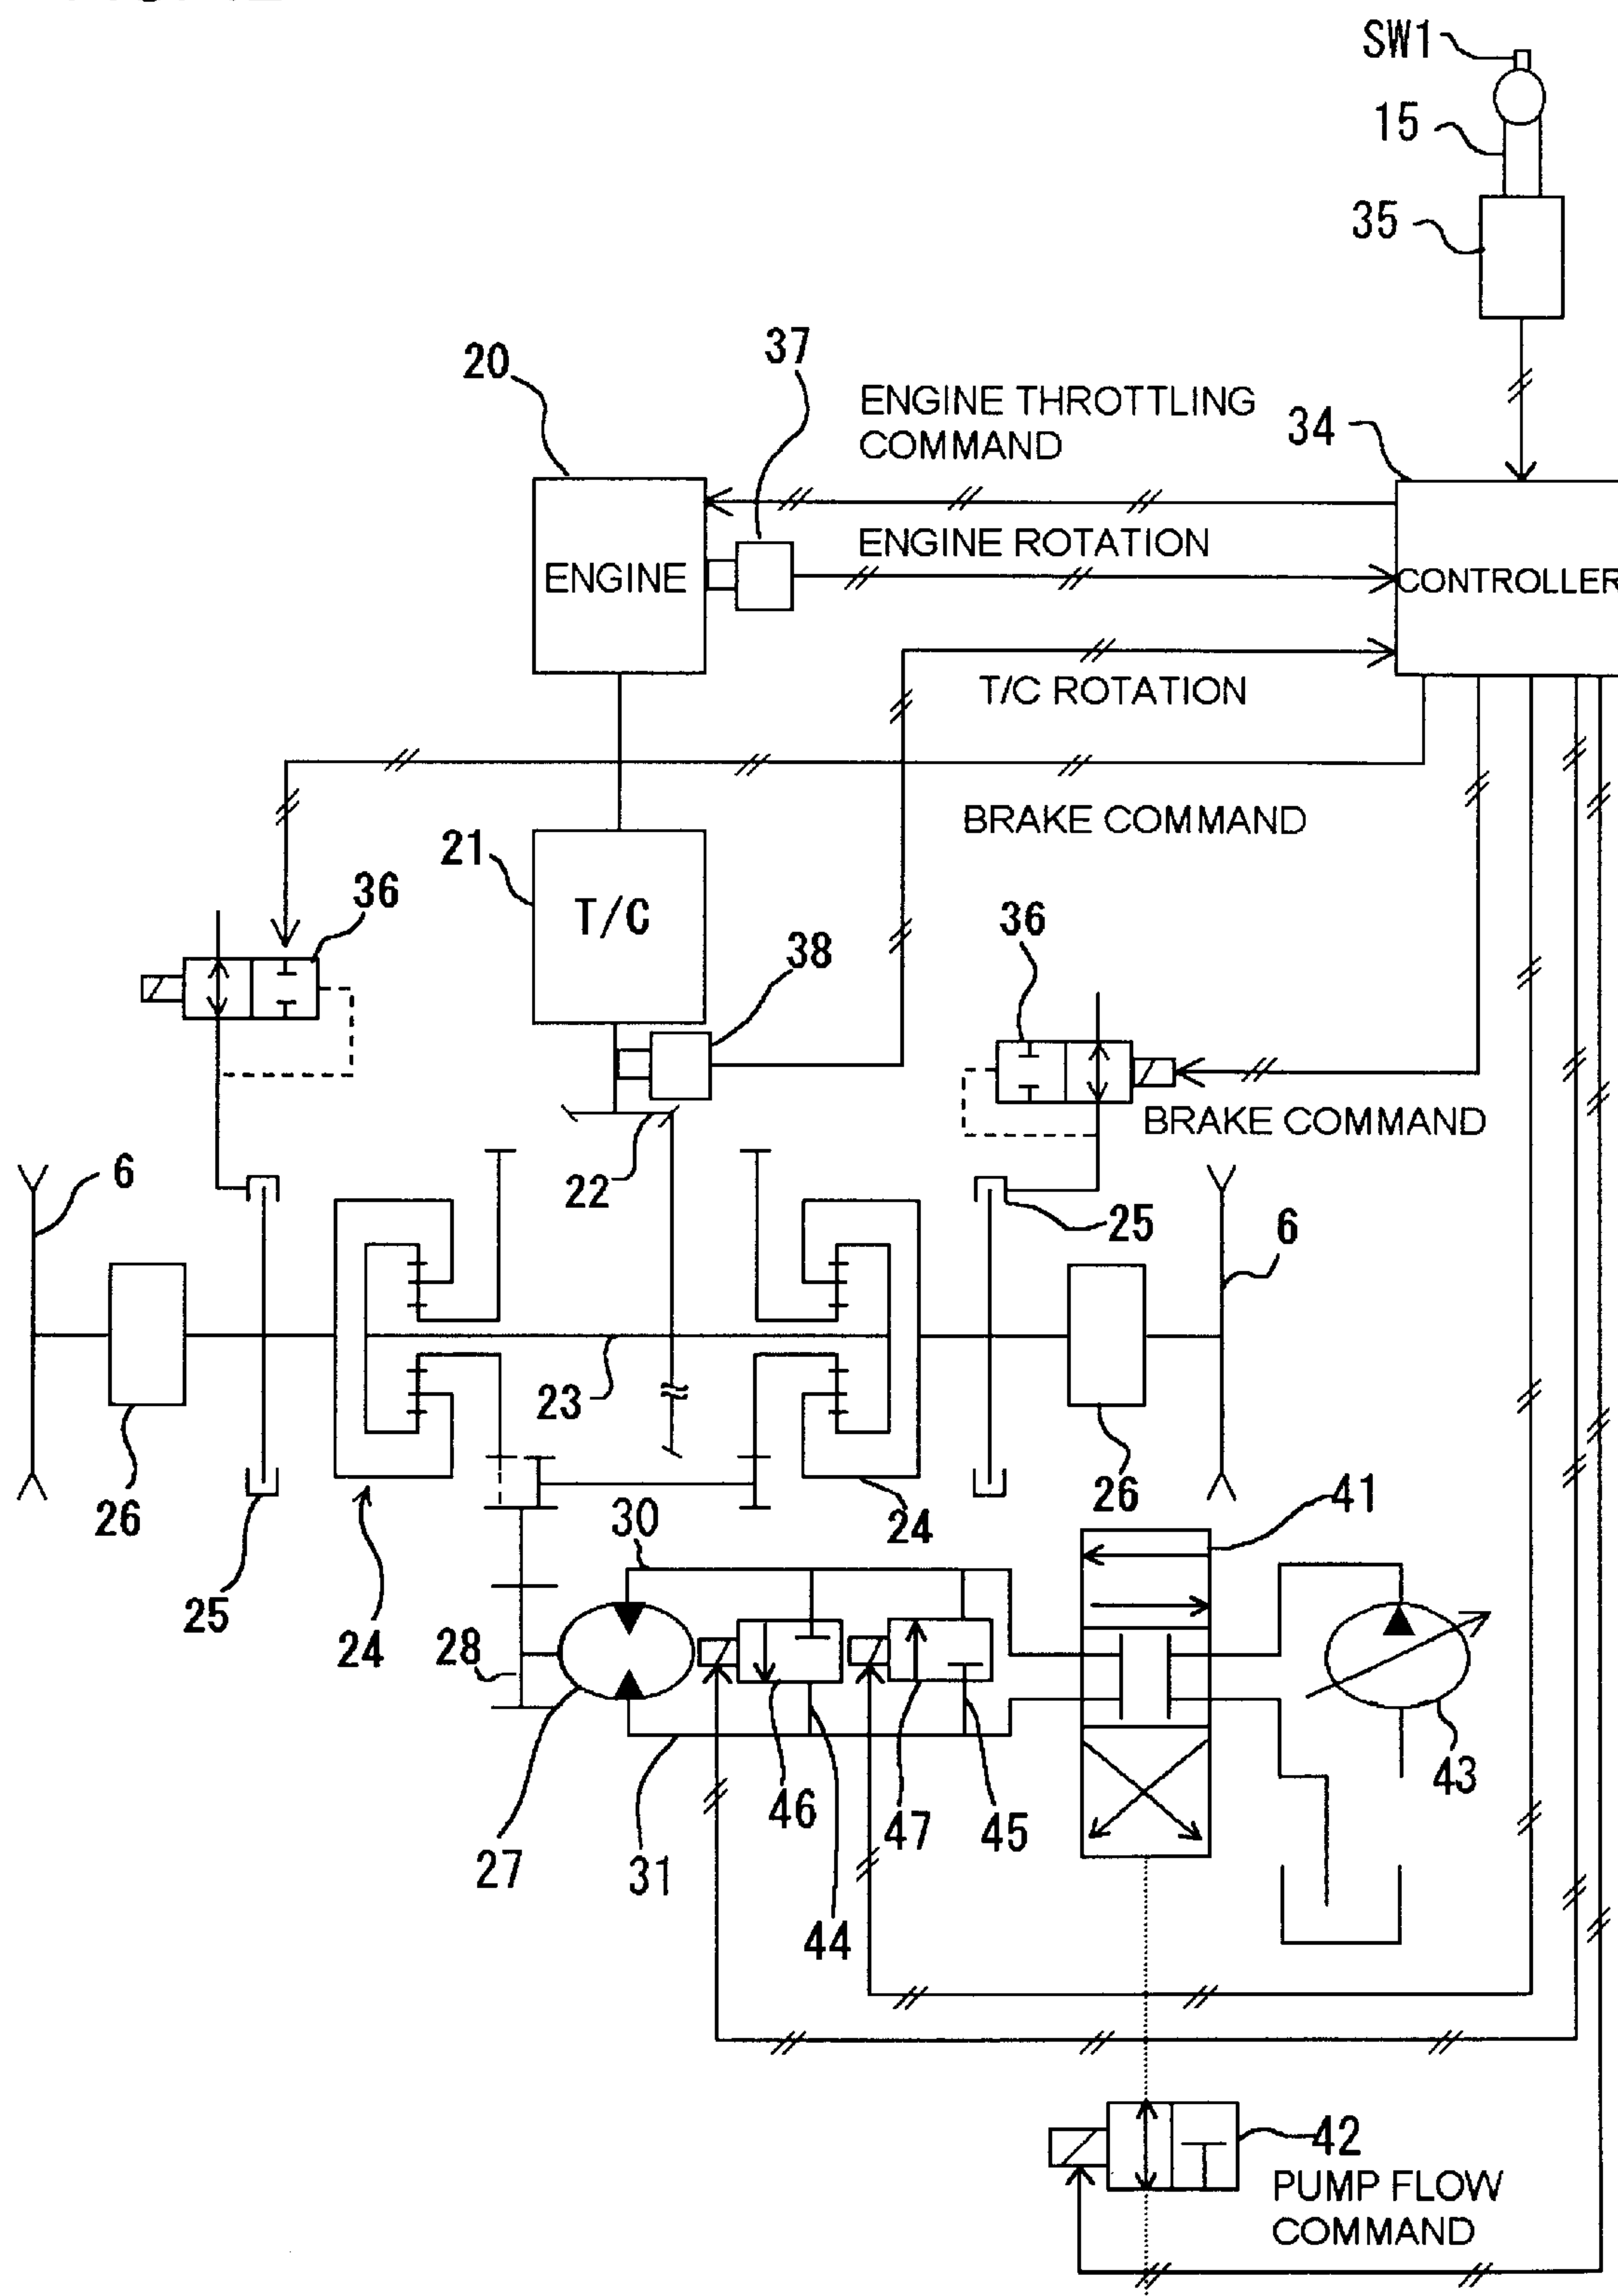 SW1
15
35
37
20
ENGINE THROTTLING
COMMAND
34
ENGINE ROTATION
ENGINE
CONTROLLER
T/C ROTATION
BRAKE COMMAND
21
36
T/C
36
38
BRAKE COMMAND
6
22
25
6
23
26
26
24
41
30
25
24
28
43
46
47
45
27
31
44
42
PUMP FLOW
COMMAND